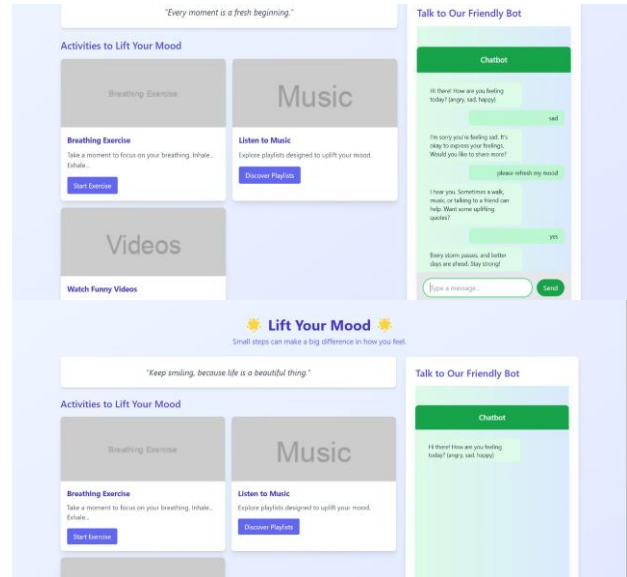 "Every moment is a fresh beginning."
Activities to Lift Your Mood
Breathing Exercise
Music
Breathing Exercise
Take a moment to focus on your breathing. Inhale...
Exhale...
Start Exercise
Listen to Music
Explore playlists designed to uplift your mood.
Discover Playlists
Videos
Watch Funny Videos
Talk to Our Friendly Bot
Chatbot
Hi there! How are you feeling
today? (angry, sad, happy)
sad
I'm sorry you're feeling sad. It's
okay to express your feelings.
Would you like to share more?
please refresh my mood
I hear you. Sometimes a walk,
music, or talking to a friend can
help. Want some uplifting
quotes?
yes
Every storm passes, and better
days are ahead. Stay strong!
Type a message...
Send
🌟 Lift Your Mood 🌟
Small steps can make a big difference in how you feel.
"Keep smiling, because life is a beautiful thing."
Activities to Lift Your Mood
Breathing Exercise
Music
Breathing Exercise
Take a moment to focus on your breathing. Inhale...
Exhale...
Start Exercise
Listen to Music
Explore playlists designed to uplift your mood.
Discover Playlists
Talk to Our Friendly Bot
Chatbot
Hi there! How are you feeling
today? (angry, sad, happy)